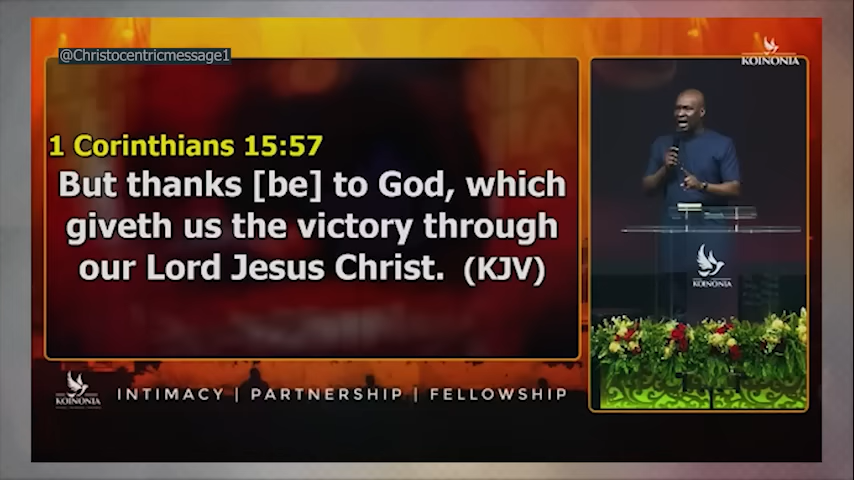 @Christocentricmessage1
KOINONIA
1 Corinthians 15:57
But thanks [be] to God, which
giveth us the victory through
our Lord Jesus Christ. (KJV)
KOINONIA
KOINONIA
INTIMACY | PARTNERSHIP | FELLOWSHIP